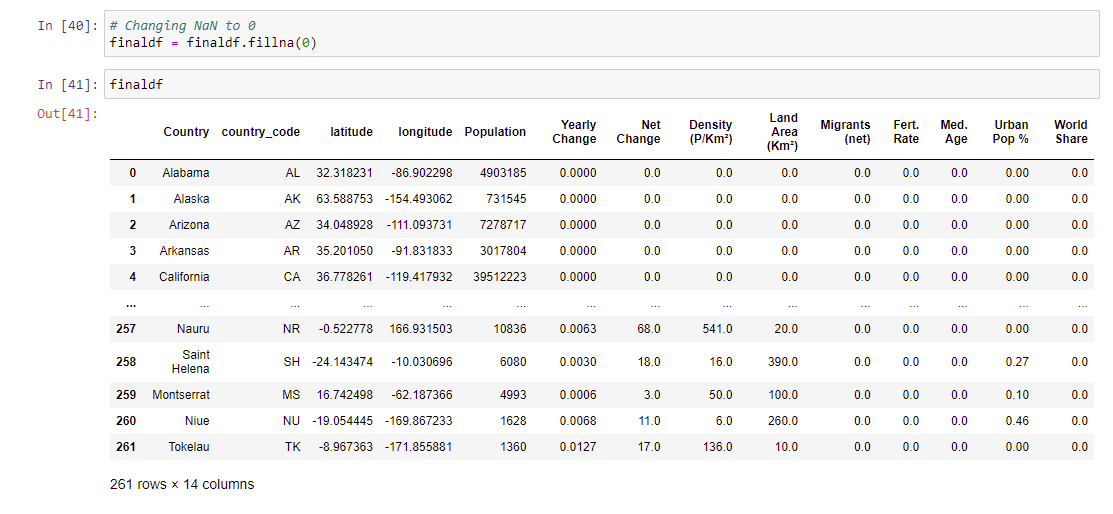 In [40]: # Changing NaN to 0
finaldf = finaldf.fillna(0)
In [41]: finaldf
Out[41]:
Country country_code latitude longitude Population Yearly Change Net Change Density (P/Km²) Land Area (Km²) Migrants (net) Fert. Rate Med. Age Urban Pop % World Share
0 Alabama AL 32.318231 -86.902298 4903185 0.0000 0.0 0.0 0.0 0.0 0.0 0.0 0.00 0.0
1 Alaska AK 63.588753 -154.493062 731545 0.0000 0.0 0.0 0.0 0.0 0.0 0.0 0.00 0.0
2 Arizona AZ 34.048928 -111.093731 7278717 0.0000 0.0 0.0 0.0 0.0 0.0 0.0 0.00 0.0
3 Arkansas AR 35.201050 -91.831833 3017804 0.0000 0.0 0.0 0.0 0.0 0.0 0.0 0.00 0.0
4 California CA 36.778261 -119.417932 39512223 0.0000 0.0 0.0 0.0 0.0 0.0 0.0 0.00 0.0
... ... ... ... ... ... ... ... ... ... ... ... ... ... ...
257 Nauru NR -0.522778 166.931503 10836 0.0063 68.0 541.0 20.0 0.0 0.0 0.0 0.00 0.0
258 Saint Helena SH -24.143474 -10.030696 6080 0.0030 18.0 16.0 390.0 0.0 0.0 0.0 0.27 0.0
259 Montserrat MS 16.742498 -62.187366 4993 0.0006 3.0 50.0 100.0 0.0 0.0 0.0 0.10 0.0
260 Niue NU -19.054445 -169.867233 1628 0.0068 11.0 6.0 260.0 0.0 0.0 0.0 0.46 0.0
261 Tokelau TK -8.967363 -171.855881 1360 0.0127 17.0 136.0 10.0 0.0 0.0 0.0 0.00 0.0
261 rows × 14 columns